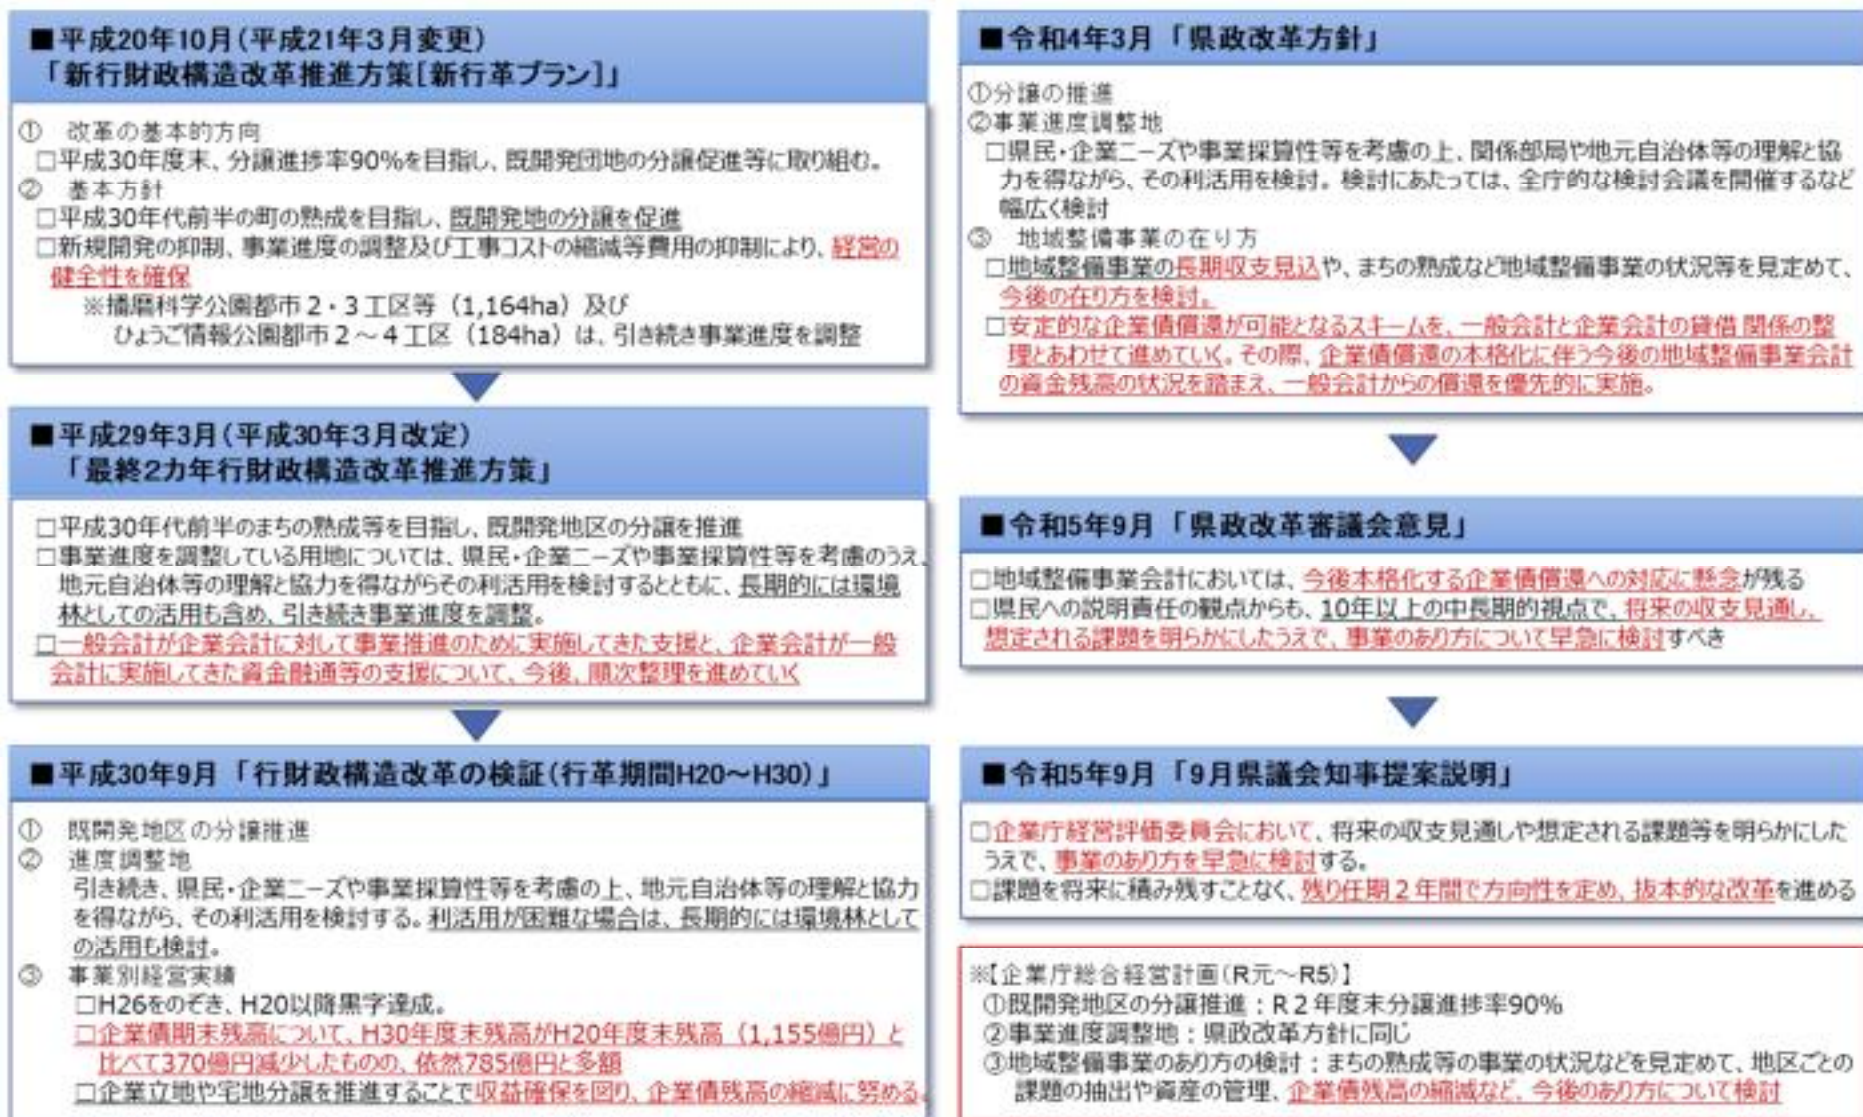 ■平成20年10月(平成21年3月変更)
「新行財政構造改革推進方策[新行革プラン]」
① 改革の基本的方向
□平成30年度末、分譲進捗率90%を目指し、既開発団地の分譲促進等に取り組む。
② 基本方針
□平成30年代前半の町の熟成を目指し、既開発地の分譲を促進
□新規開発の抑制、事業進度の調整及び工事コストの縮減等費用の抑制により、経営の
健全性を確保
※播磨科学公園都市2・3工区等（1,164ha）及び
ひょうご情報公園都市2～4工区（184ha）は、引き続き事業進度を調整
■平成29年3月(平成30年3月改定)
「最終2カ年行財政構造改革推進方策」
□平成30年代前半のまちの熟成等を目指し、既開発地区の分譲を推進
□事業進度を調整している用地については、県民・企業ニーズや事業採算性等を考慮のうえ、
地元自治体等の理解と協力を得ながらその利活用を検討するとともに、長期的には環境
林としての活用も含め、引き続き事業進度を調整。
□一般会計が企業会計に対して事業推進のために実施してきた支援と、企業会計が一般
会計に実施してきた資金融通等の支援について、今後、順次整理を進めていく
■平成30年9月「行財政構造改革の検証(行革期間H20～H30)」
① 既開発地区の分譲推進
② 進度調整地
引き続き、県民・企業ニーズや事業採算性等を考慮の上、地元自治体等の理解と協力
を得ながら、その利活用を検討する。利活用が困難な場合は、長期的には環境林として
の活用も検討。
③ 事業別経営実績
□H26をのぞき、H20以降黒字達成。
□企業債期末残高について、H30年度末残高がH20年度末残高（1,155億円）と
比べて370億円減少したものの、依然785億円と多額
□企業立地や宅地分譲を推進することで収益確保を図り、企業債残高の縮減に努める。
■令和4年3月「県政改革方針」
①分譲の推進
②事業進度調整地
□県民・企業ニーズや事業採算性等を考慮の上、関係部局や地元自治体等の理解と協
力を得ながら、その利活用を検討。検討にあたっては、全庁的な検討会議を開催するなど
幅広く検討
③ 地域整備事業の在り方
□地域整備事業の長期収支見込や、まちの熟成など地域整備事業の状況等を見定めて、
今後の在り方を検討。
□安定的な企業債償還が可能となるスキームを、一般会計と企業会計の貸借関係の整
理とあわせて進めていく。その際、企業債償還の本格化に伴う今後の地域整備事業会計
の資金残高の状況を踏まえ、一般会計からの償還を優先的に実施。
■令和5年9月「県政改革審議会意見」
□地域整備事業会計においては、今後本格化する企業債償還への対応に懸念が残る
□県民への説明責任の観点からも、10年以上の中長期的視点で、将来の収支見通し、
想定される課題を明らかにしたうえで、事業のあり方について早急に検討すべき
■令和5年9月「9月県議会知事提案説明」
□企業庁経営評価委員会において、将来の収支見通しや想定される課題等を明らかにした
うえで、事業のあり方を早急に検討する。
□課題を将来に積み残すことなく、残り任期2年間で方向性を定め、抜本的な改革を進める
※【企業庁総合経営計画(R元～R5)】
①既開発地区の分譲推進：R2年度末分譲進捗率90%
②事業進度調整地：県政改革方針に同じ
③地域整備事業のあり方の検討：まちの熟成等の事業の状況などを見定めて、地区ごとの
課題の抽出や資産の管理、企業債残高の縮減など、今後のあり方について検討